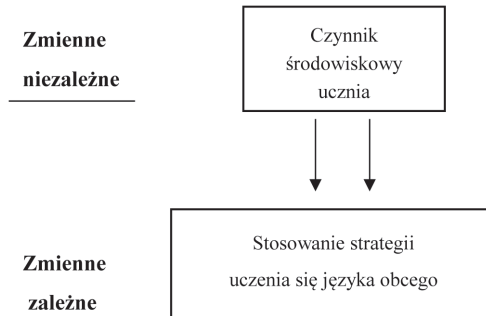 Zmienne
niezależne
Czynnik
środowiskowy
ucznia
Zmienne
zależne
Stosowanie strategii
uczenia się języka obcego